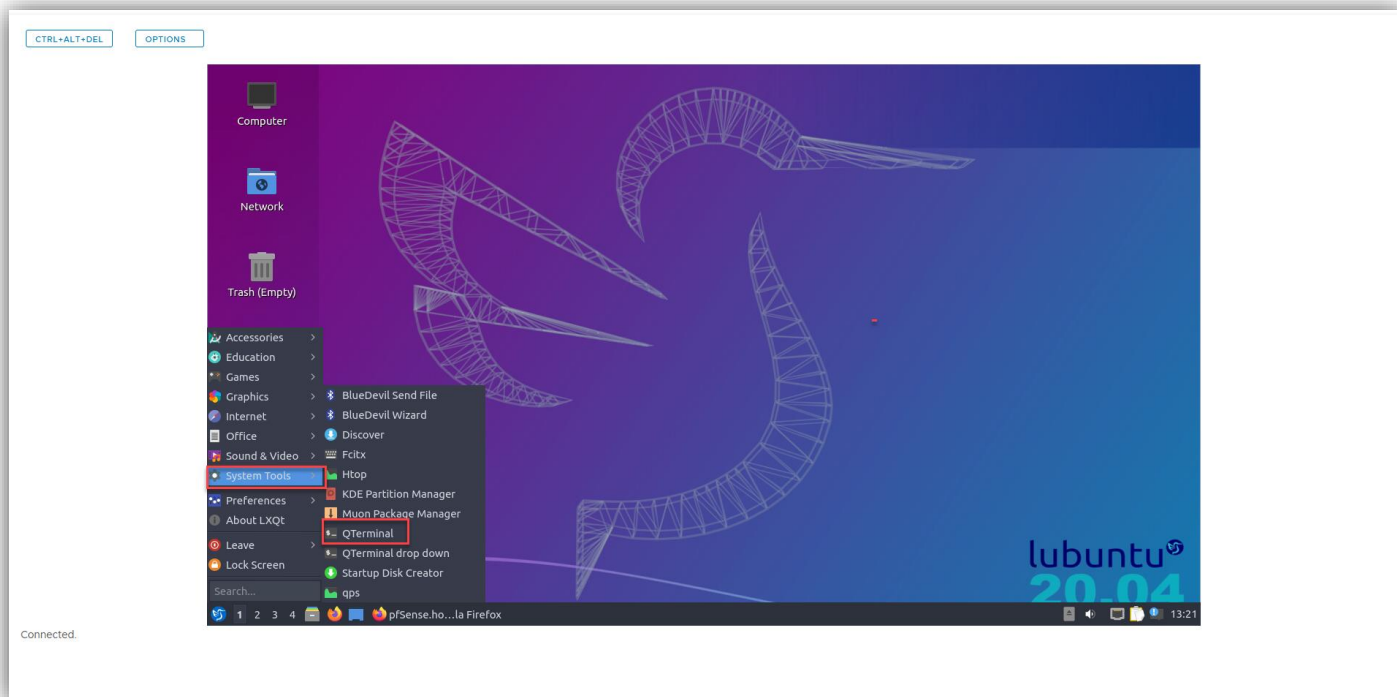 CTRL+ALT+DEL OPTIONS
Computer
Network
Trash (Empty)
Accessories
Education
Games
Graphics
Internet
Office
Sound & Video
System Tools
Preferences
About LXQt
Leave
Lock Screen
Search...
BlueDevil Send File
BlueDevil Wizard
Discover
Fcitx
Htop
KDE Partition Manager
Muon Package Manager
QTerminal
QTerminal drop down
Startup Disk Creator
qps
lubuntu
20.04
1 2 3 4 pfSense.ho...la Firefox 13:21
Connected.